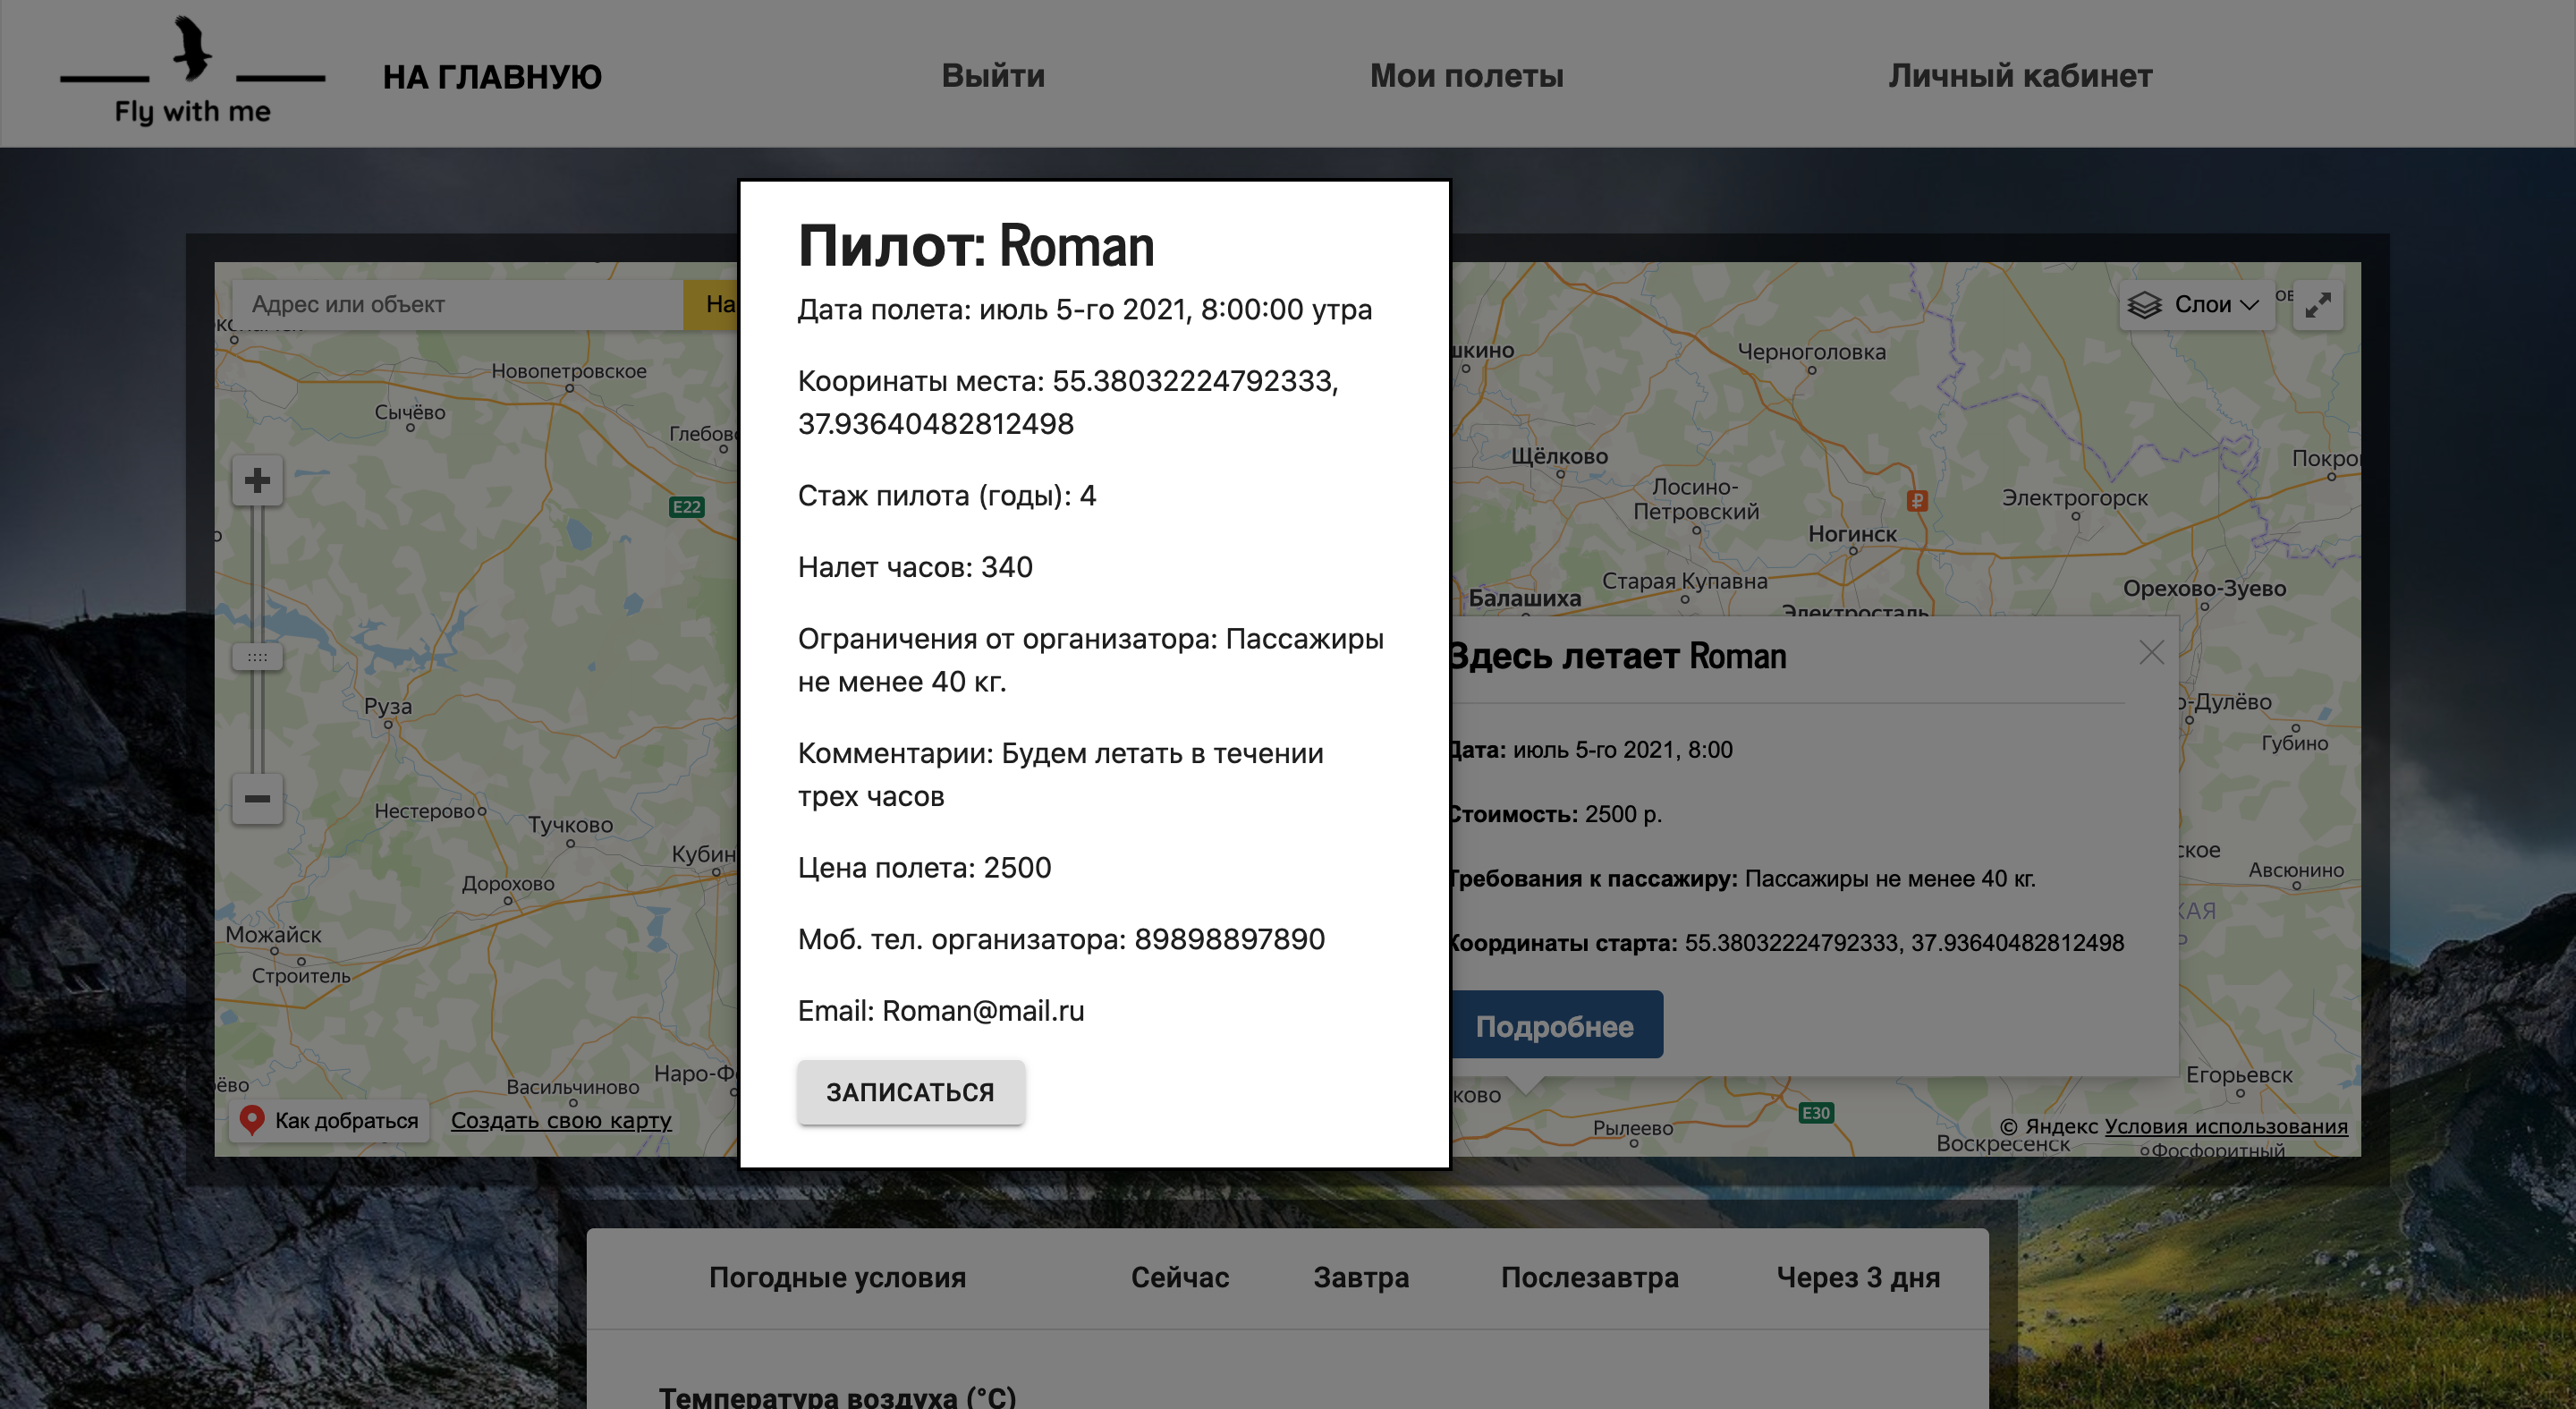 Fly with me
НА ГЛАВНУЮ
Выйти
Мои полеты
Личный кабинет
Адрес или объект
На
Слои
Новопетровское
Сычёво
Глебов
E22
Руза
Нестерово
Тучково
Кубин
Дорохово
Можайск
Строитель
Васильчиново
Наро-Ф
Как добраться
Создать свою карту
Пилот: Roman
Дата полета: июль 5-го 2021, 8:00:00 утра
Кооринаты места: 55.38032224792333,
37.93640482812498
Стаж пилота (годы): 4
Налет часов: 340
Ограничения от организатора: Пассажиры
не менее 40 кг.
Комментарии: Будем летать в течении
трех часов
Цена полета: 2500
Моб. тел. организатора: 89898897890
Email: Roman@mail.ru
ЗАПИСАТЬСЯ
шкино
Черноголовка
Щёлково
Лосино-
Петровский
Ногинск
Электрогорск
Покро
Старая Купавна
Балашиха
Электросталь
Орехово-Зуево
о-Дулёво
Губино
ское
Авсюнино
КАЯ
Здесь летает Roman
Дата: июль 5-го 2021, 8:00
Стоимость: 2500 р.
Требования к пассажиру: Пассажиры не менее 40 кг.
Координаты старта: 55.38032224792333, 37.93640482812498
Подробнее
ково
E30
Рылеево
Егорьевск
Воскресенск
© Яндекс Условия использования
Фосфоритный
Погодные условия
Сейчас
Завтра
Послезавтра
Через 3 дня
Температура воздуха (°C)